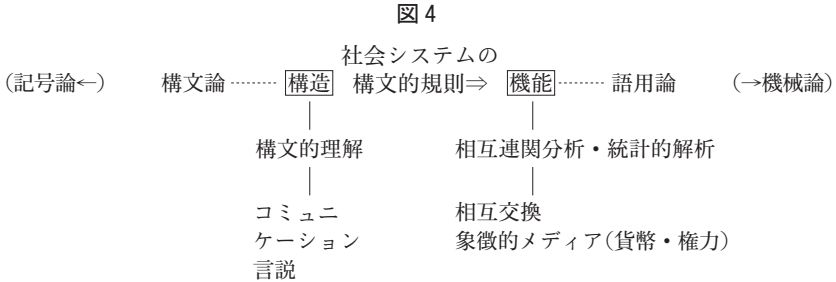 図4
社会システムの
(記号論←) 構文論 ……… 構造 構文的規則⇒ 機能 ……… 語用論 (→機械論)
構文的理解 相互連関分析・統計的解析
コミュニ 相互交換
ケーション 象徴的メディア(貨幣・権力)
言説